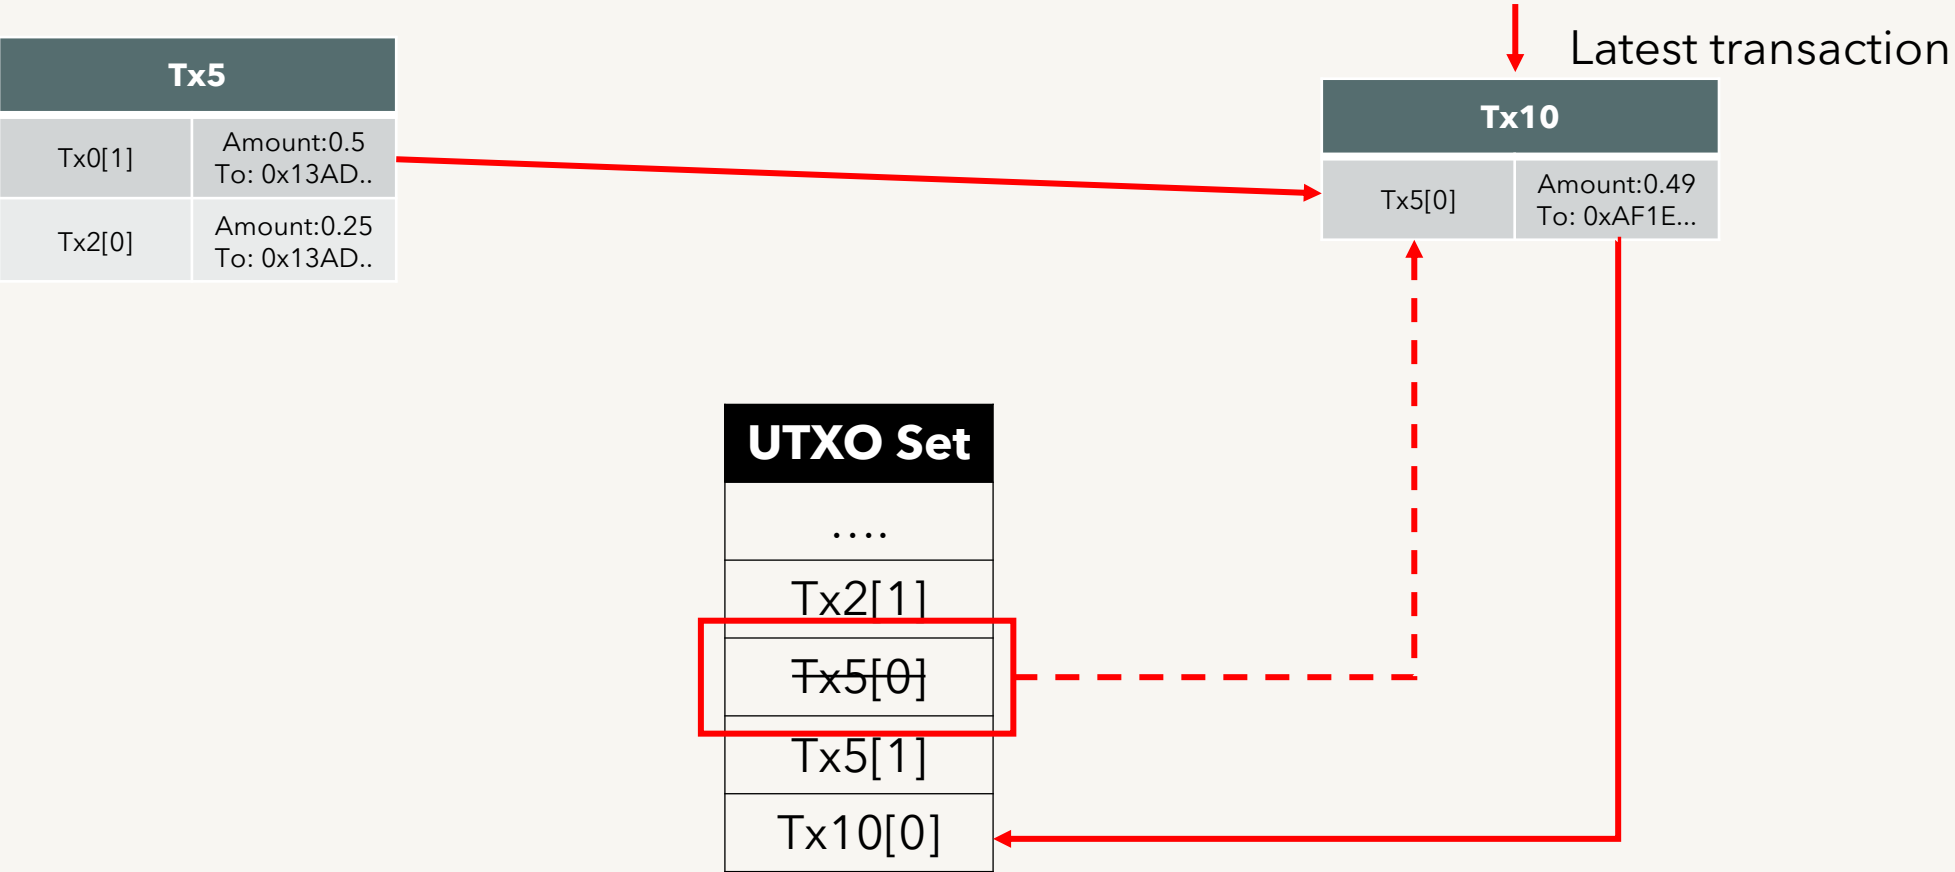 Latest transaction
Tx5
Tx0[1]
Amount:0.5
To: 0x13AD..
Tx2[0]
Amount:0.25
To: 0x13AD..
Tx10
Tx5[0]
Amount:0.49
To: 0xAF1E...
UTXO Set
....
Tx2[1]
Tx5[0]
Tx5[1]
Tx10[0]